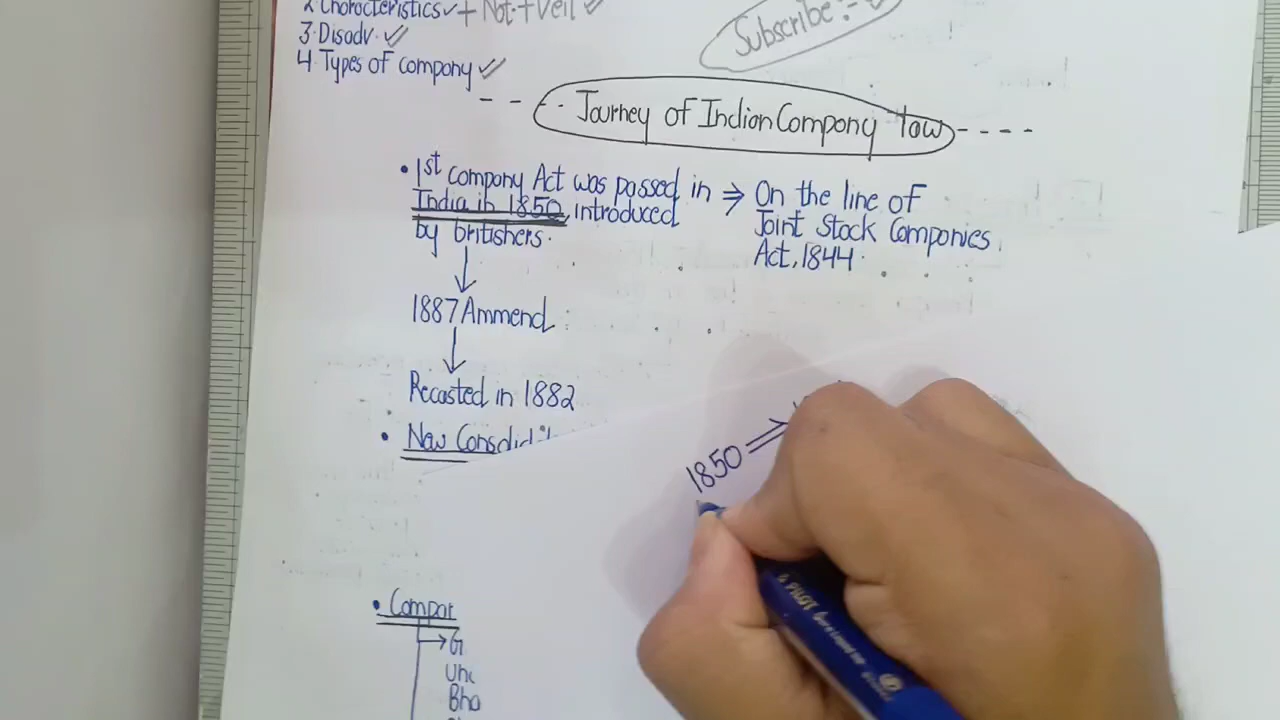 2 Characteristics + Not. + Veil
3. Disadv.
4. Types of company
Subscribe:-
Journey of Indian Company law
• 1st company Act was passed in
India in 1850, introduced
by britishers.
⇒ On the line of
Joint Stock Companies
Act, 1844.
1887 Ammend.
Recasted in 1882
• New
1850 ⇒
• Compar
PILOT